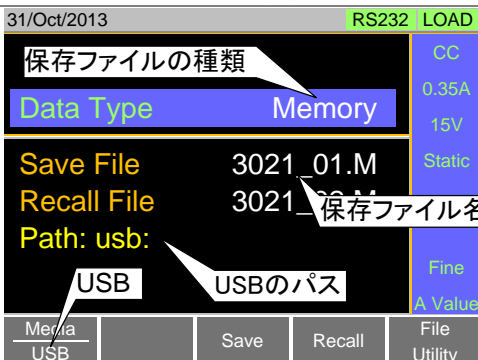 31/Oct/2013 RS232 LOAD
保存ファイルの種類
CC
0.35A
Data Type Memory
15V
Save File 3021_01.M
Static
Recall File 3021_
保存ファイル名
Path: usb:
USB
USBのパス
Fine
A Value
Media
USB
Save
Recall
File
Utility